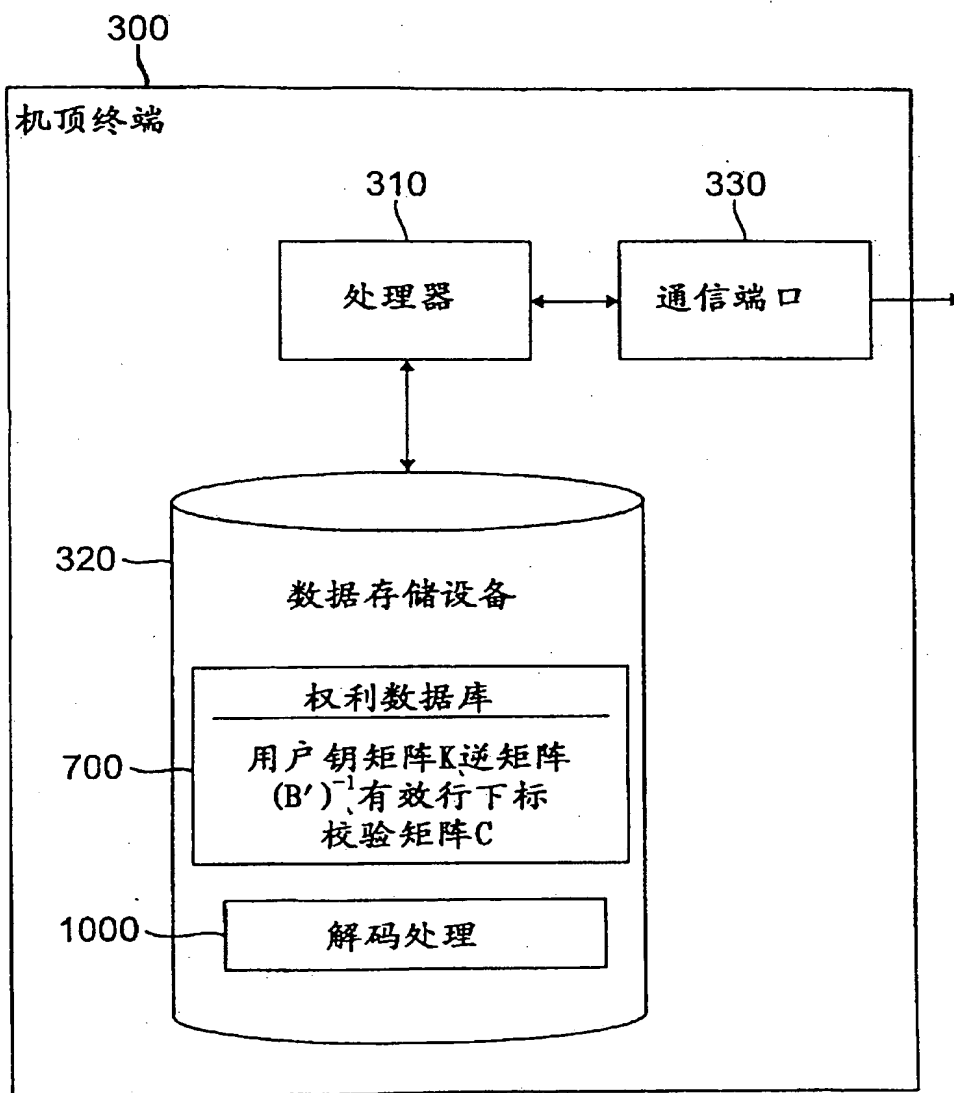 300
机顶终端
310
330
处理器
通信端口
320
数据存储设备
权利数据库
700
用户钥矩阵K、逆矩阵
(B′)⁻¹、有效行下标
校验矩阵C
1000
解码处理